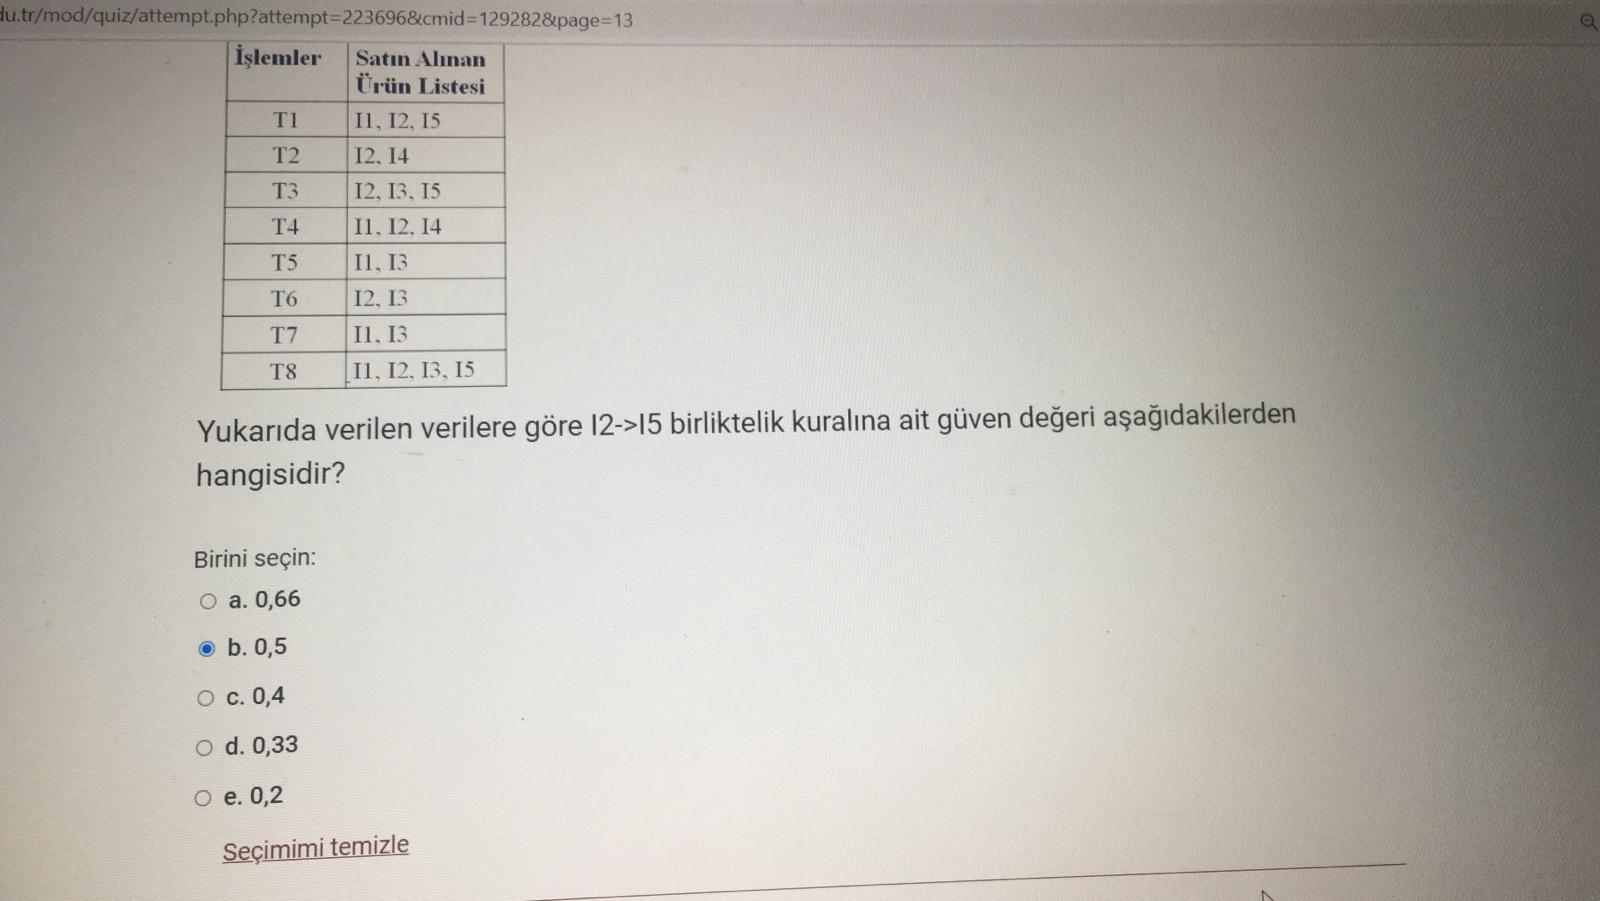 du.tr/mod/quiz/attempt.php?attempt=223696&cmid=129282&page=13
İşlemler Satın Alınan
Ürün Listesi
T1 I1, I2, I5
T2 I2, I4
T3 I2, I3, I5
T4 I1, I2, I4
T5 I1, I3
T6 I2, I3
T7 I1, I3
T8 I1, I2, I3, I5
Yukarıda verilen verilere göre I2->I5 birliktelik kuralına ait güven değeri aşağıdakilerden
hangisidir?
Birini seçin:
a. 0,66
b. 0,5
c. 0,4
d. 0,33
e. 0,2
Seçimimi temizle